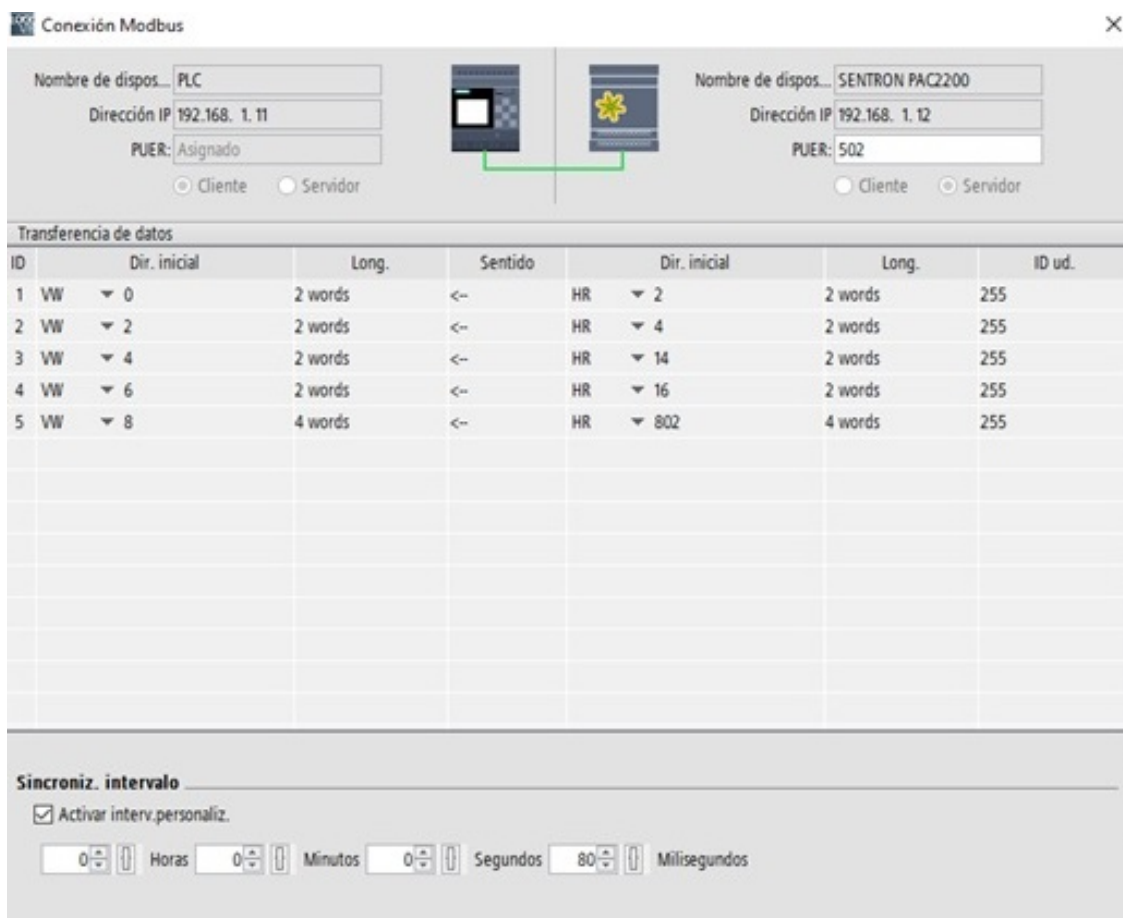 Conexión Modbus
Nombre de dispos... PLC
Dirección IP 192.168. 1. 11
PUER: Asignado
Cliente Servidor
Nombre de dispos... SENTRON PAC2200
Dirección IP 192.168. 1. 12
PUER: 502
Cliente Servidor
Transferencia de datos
ID Dir. inicial Long. Sentido Dir. inicial Long. ID ud.
1 VW 0 2 words <-- HR 2 2 words 255
2 VW 2 2 words <-- HR 4 2 words 255
3 VW 4 2 words <-- HR 14 2 words 255
4 VW 6 2 words <-- HR 16 2 words 255
5 VW 8 4 words <-- HR 802 4 words 255
Sincroniz. intervalo
Activar interv.personaliz.
0 Horas 0 Minutos 0 Segundos 80 Milisegundos